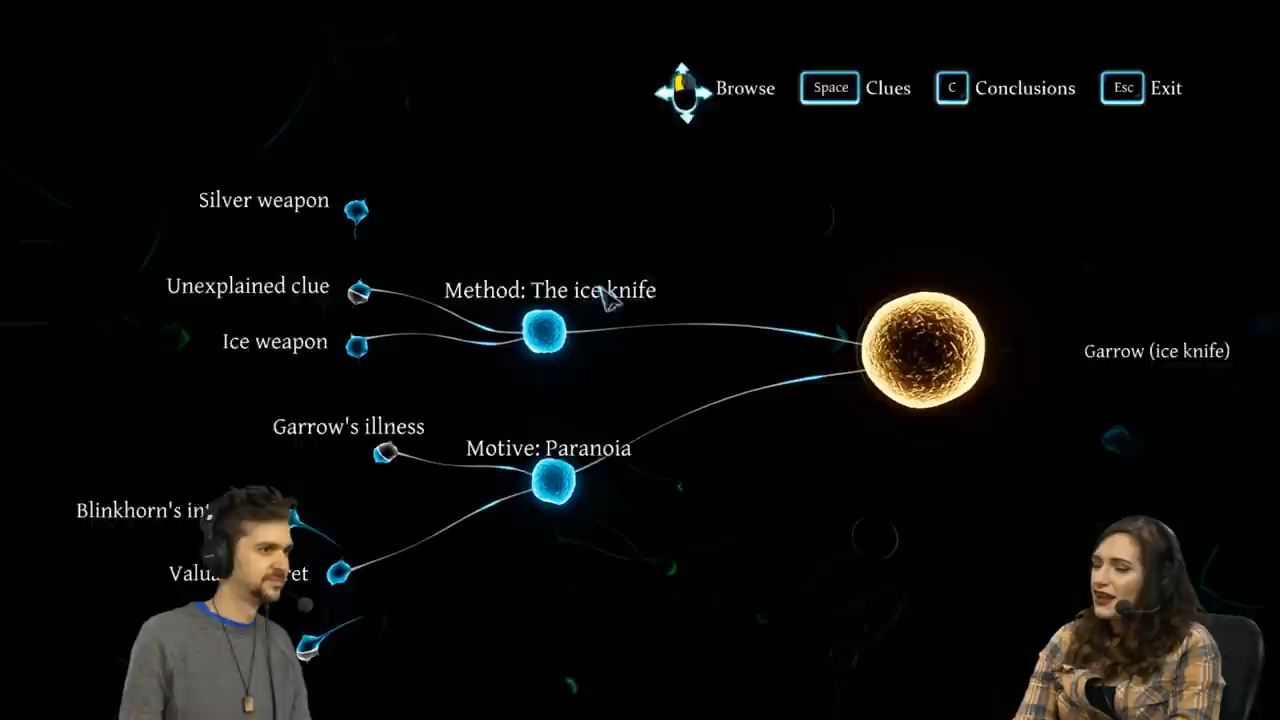 Browse
Space Clues
C Conclusions
Esc Exit
Silver weapon
Unexplained clue
Method: The ice knife
Ice weapon
Garrow (ice knife)
Garrow's illness
Motive: Paranoia
Blinkhorn's